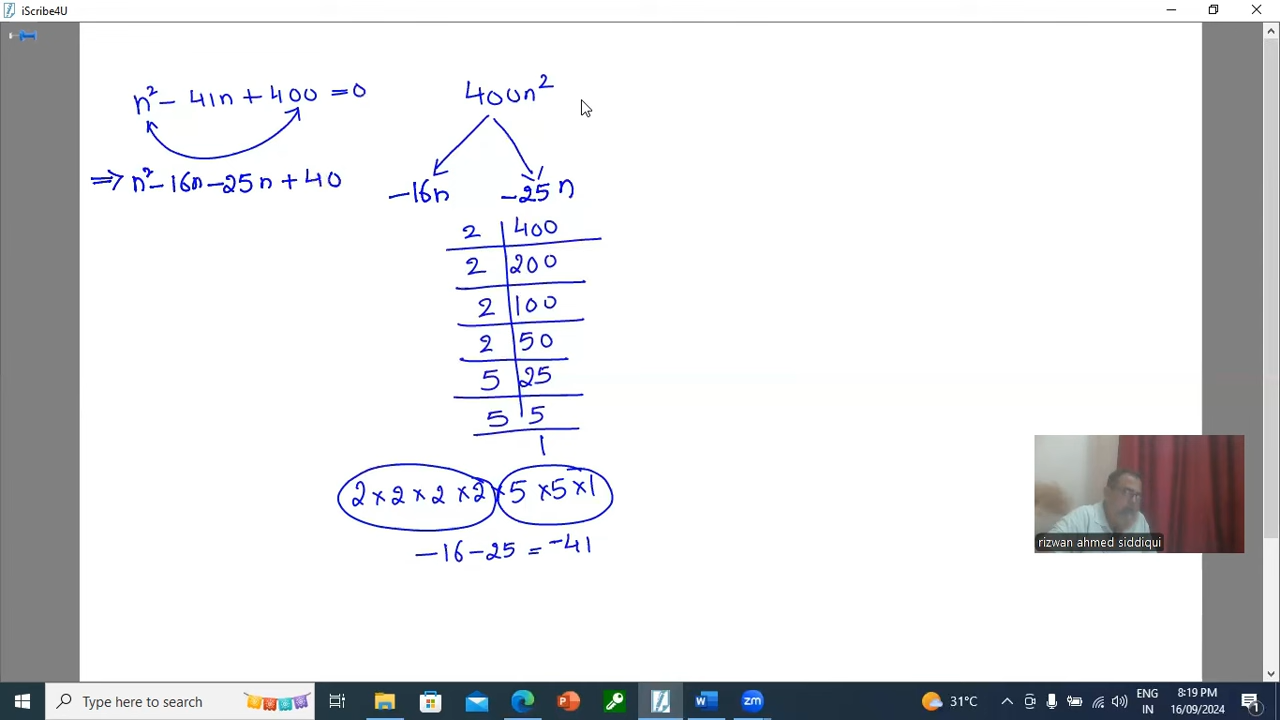 iScribe4U
n² - 41n + 400 = 0
⇒ n² - 16n - 25n + 40
400n²
-16n -25n
2 | 400
2 | 200
2 | 100
2 | 50
5 | 25
5 | 5
1
2 × 2 × 2 × 2 × 5 × 5 × 1
-16 - 25 = -41
rizwan ahmed siddiqui
Type here to search
31°C
ENG
IN
8:19 PM
16/09/2024
1
zm